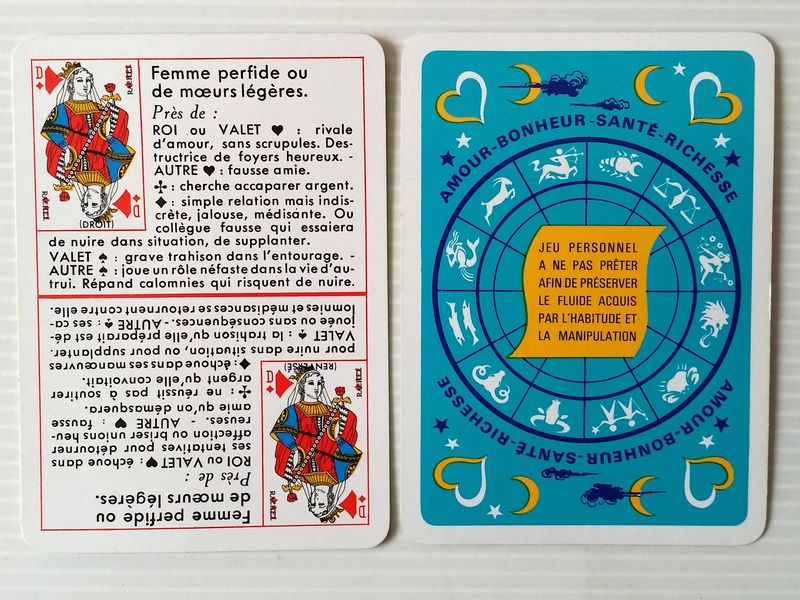 D
RACHEL
Femme perfide ou
de mœurs légères.
Près de :
ROI ou VALET ♥ : rivale
d'amour, sans scrupules. Des-
tructrice de foyers heureux. -
AUTRE ♥ : fausse amie.
♣ : cherche accaparer argent.
♦ : simple relation mais indis-
crète, jalouse, médisante. Ou
collègue fausse qui essaiera
de nuire dans situation, de supplanter.
VALET ♠ : grave trahison dans l'entourage. -
AUTRE ♠ : joue un rôle néfaste dans la vie d'au-
trui. Répand calomnies qui risquent de nuire.
RACHEL
D
(DROIT)
Femme perfide ou
de mœurs légères.
Près de :
ROI ou VALET ♥ : échoue dans
ses tentatives pour détourner
affection ou briser unions heu-
reuses. - AUTRE ♥ : fausse
amie qu'on démasquera.
♣ : ne réussit pas à soutirer
argent qu'elle convoitait.
♦ : échoue dans ses manœuvres
pour nuire dans situation, ou pour supplanter.
VALET ♠ : la trahison qu'elle préparait est dé-
jouée ou sans conséquences. - AUTRE ♠ : ses ca-
lomnies et médisances se retournent contre elle.
D
RACHEL
RACHEL
D
(RENVERSÉ)
AMOUR-BONHEUR-SANTÉ-RICHESSE
JEU PERSONNEL
A NE PAS PRÊTER
AFIN DE PRÉSERVER
LE FLUIDE ACQUIS
PAR L'HABITUDE ET
LA MANIPULATION
AMOUR-BONHEUR-SANTÉ-RICHESSE